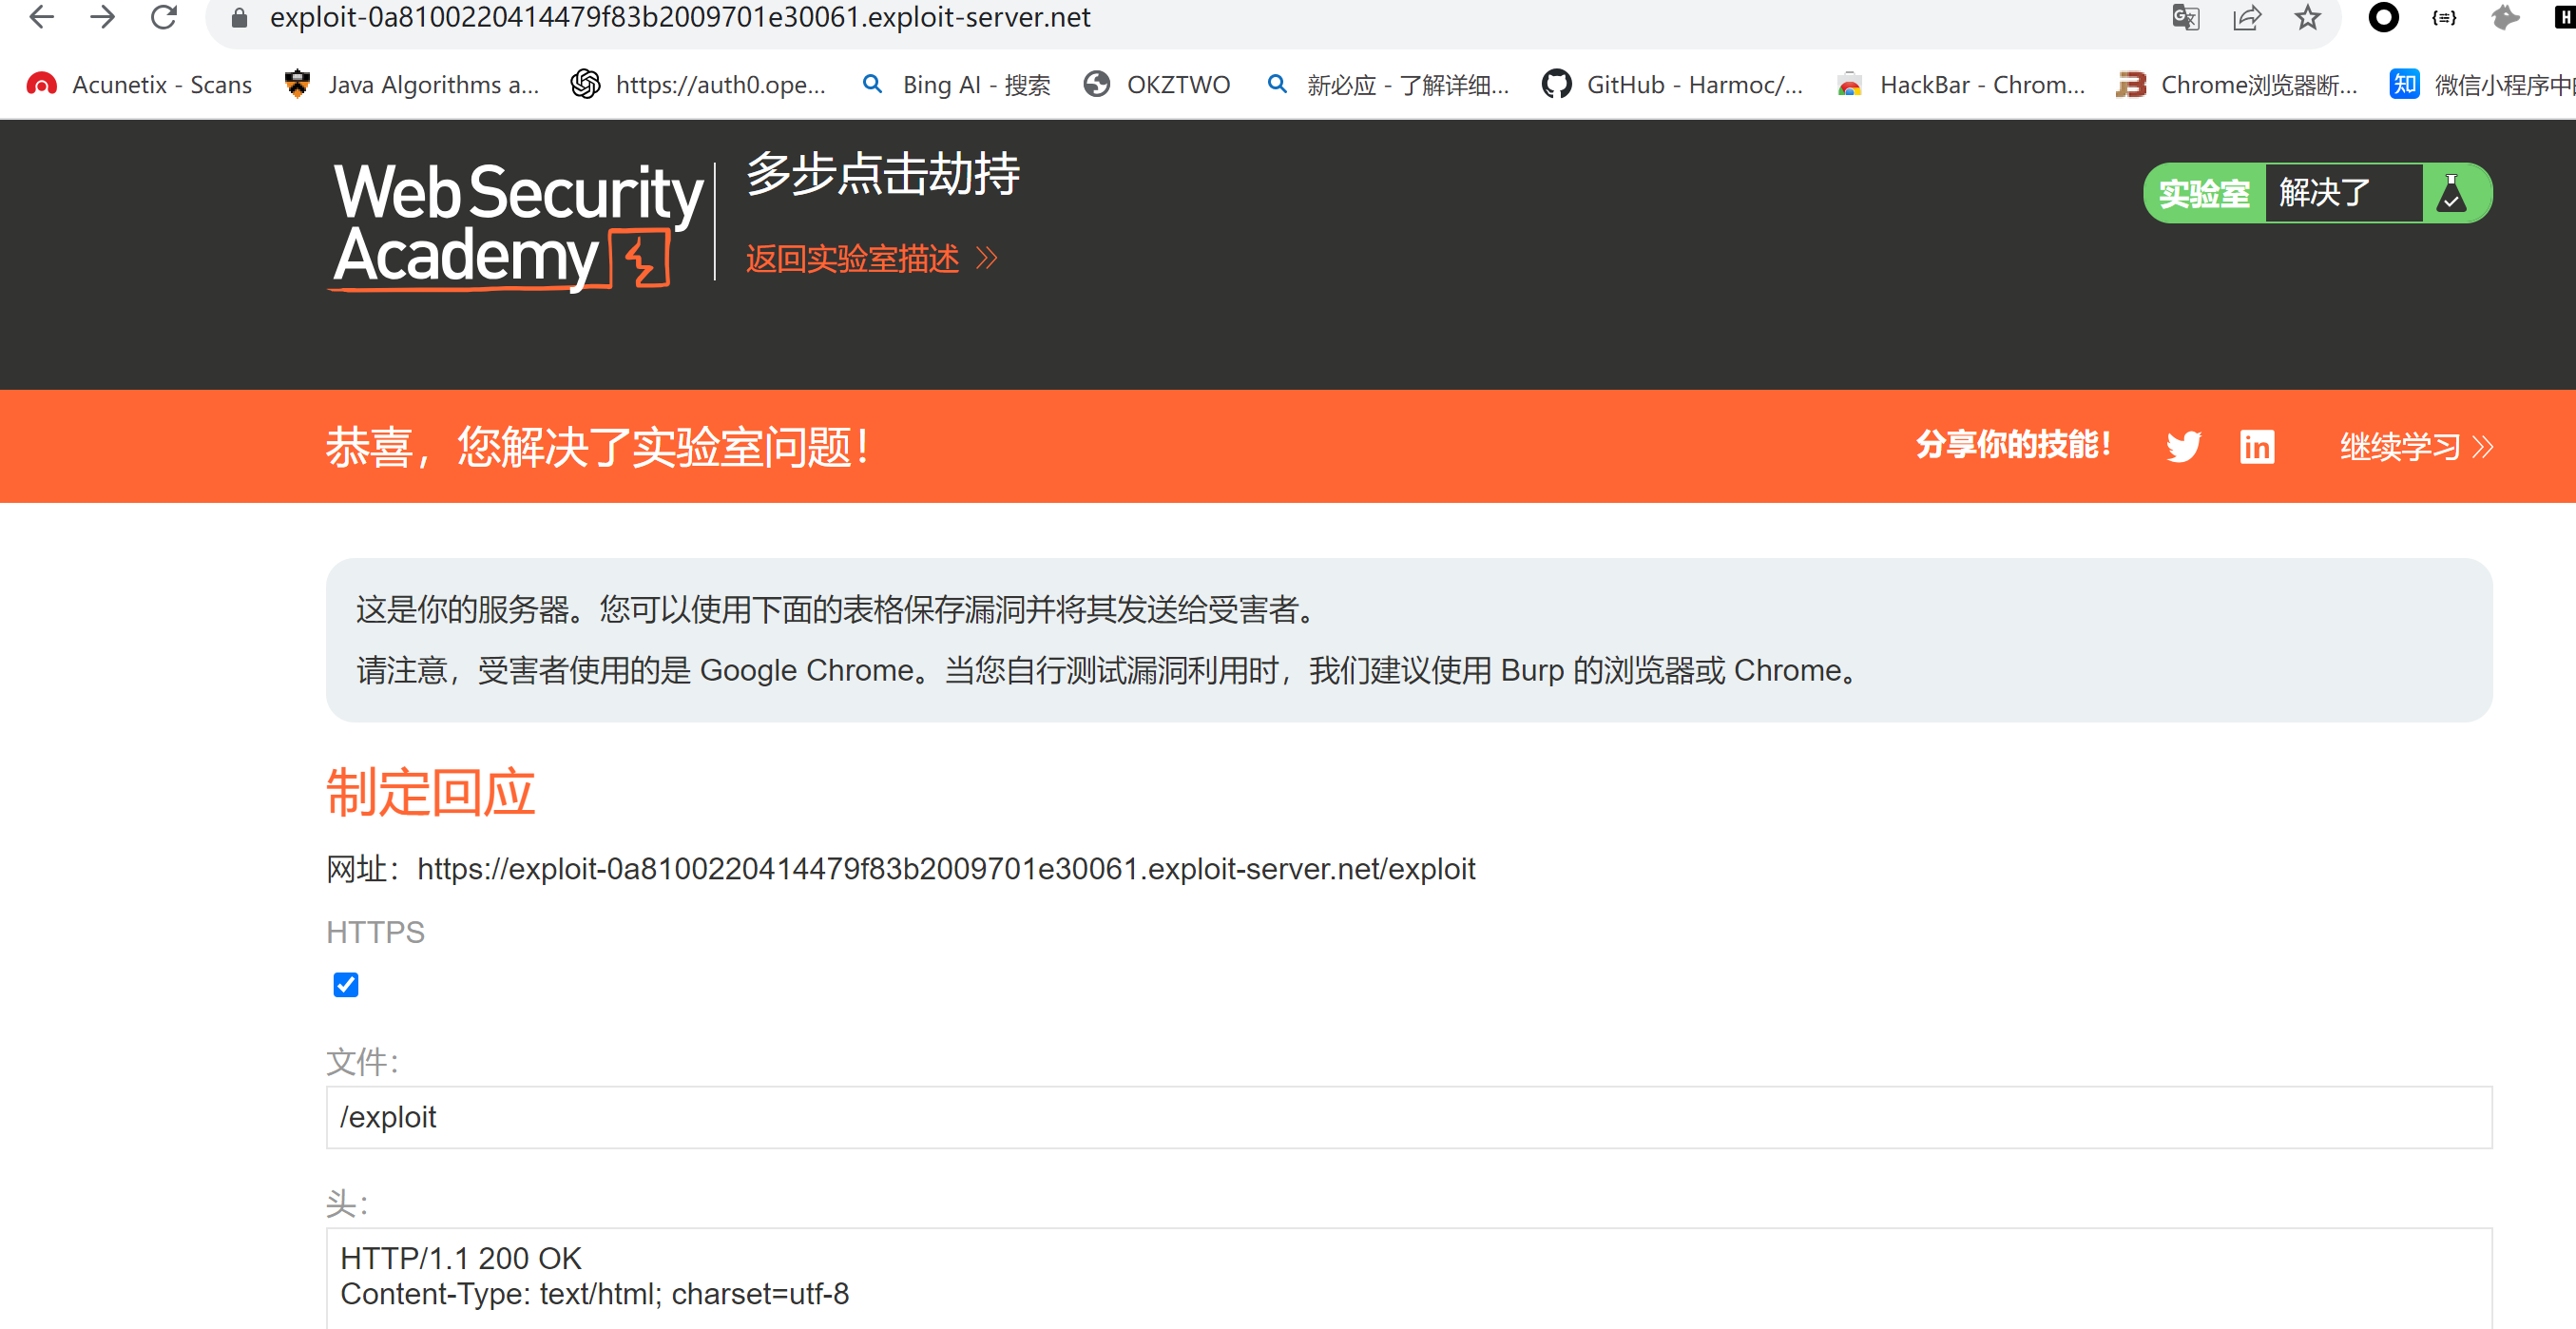 exploit-0a8100220414479f83b2009701e30061.exploit-server.net
Acunetix - Scans
Java Algorithms a...
https://auth0.ope...
Bing AI - 搜索
OKZTWO
新必应 - 了解详细...
GitHub - Harmoc/...
HackBar - Chrom...
Chrome浏览器断...
知 微信小程序中
Web Security
Academy
多步点击劫持
返回实验室描述
实验室 解决了
恭喜，您解决了实验室问题！
分享你的技能！
in
继续学习
这是你的服务器。您可以使用下面的表格保存漏洞并将其发送给受害者。
请注意，受害者使用的是 Google Chrome。当您自行测试漏洞利用时，我们建议使用 Burp 的浏览器或 Chrome。
制定回应
网址：https://exploit-0a8100220414479f83b2009701e30061.exploit-server.net/exploit
HTTPS
文件：
/exploit
头：
HTTP/1.1 200 OK
Content-Type: text/html; charset=utf-8